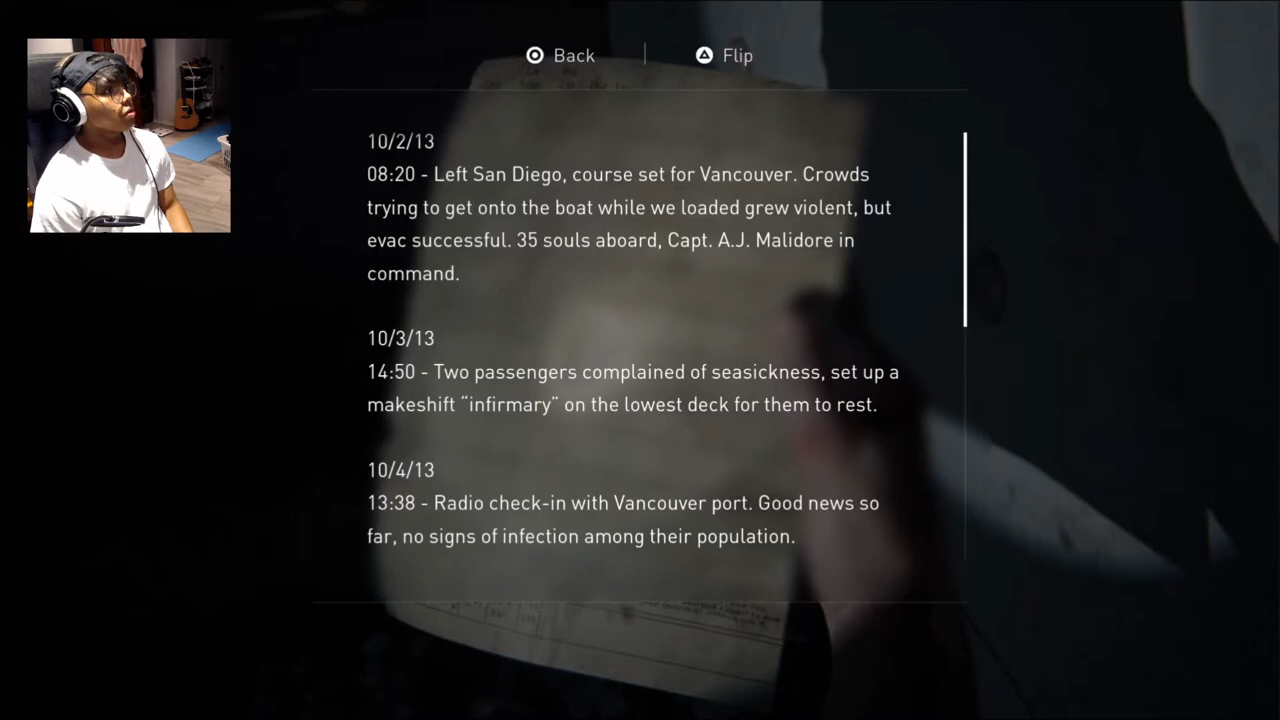 Back
Flip
10/2/13
08:20 - Left San Diego, course set for Vancouver. Crowds
trying to get onto the boat while we loaded grew violent, but
evac successful. 35 souls aboard, Capt. A.J. Malidore in
command.
10/3/13
14:50 - Two passengers complained of seasickness, set up a
makeshift “infirmary” on the lowest deck for them to rest.
10/4/13
13:38 - Radio check-in with Vancouver port. Good news so
far, no signs of infection among their population.